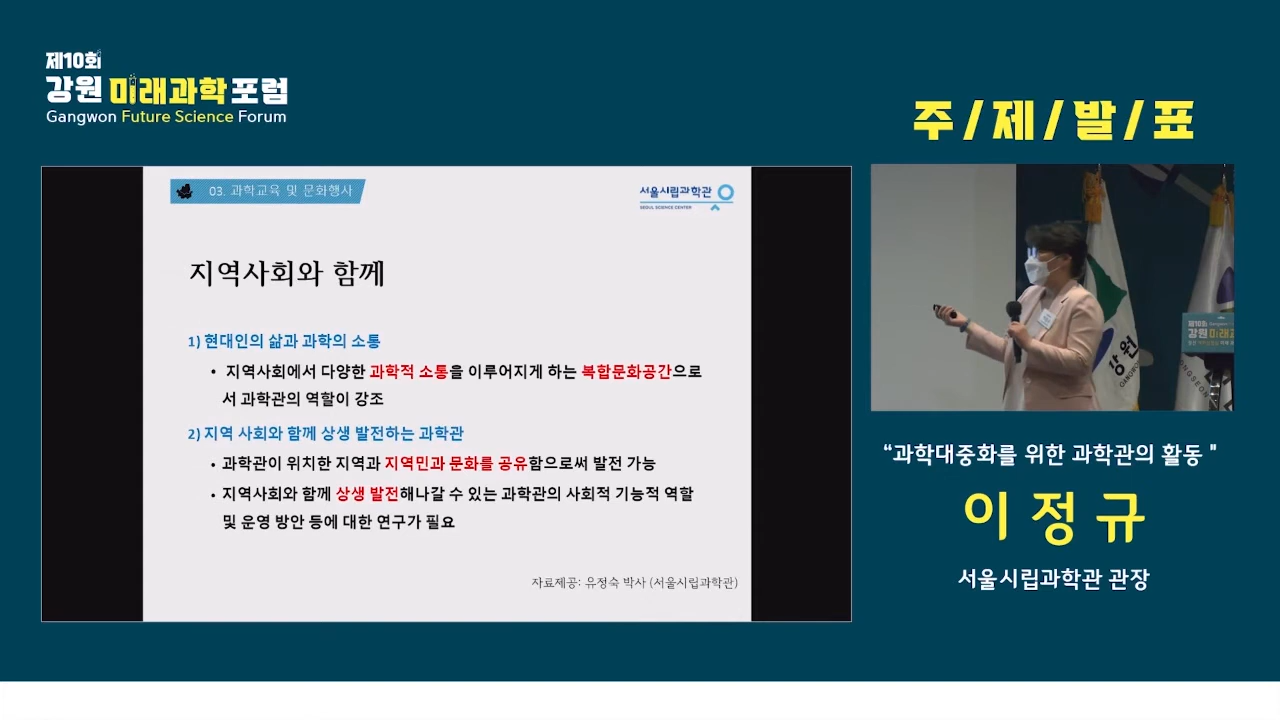 제10회
강원 미래과학 포럼
Gangwon Future Science Forum
주/제/발/표
03. 과학교육 및 문화행사
서울시립과학관
SEOUL SCIENCE CENTER
지역사회와 함께
1) 현대인의 삶과 과학의 소통
• 지역사회에서 다양한 과학적 소통을 이루어지게 하는 복합문화공간으로
서 과학관의 역할이 강조
2) 지역 사회와 함께 상생 발전하는 과학관
• 과학관이 위치한 지역과 지역민과 문화를 공유함으로써 발전 가능
• 지역사회와 함께 상생 발전해나갈 수 있는 과학관의 사회적 기능적 역할
및 운영 방안 등에 대한 연구가 필요
자료제공: 유정숙 박사 (서울시립과학관)
강원
제10회
강원 미래과
“과학대중화를 위한 과학관의 활동 "
이 정 규
서울시립과학관 관장